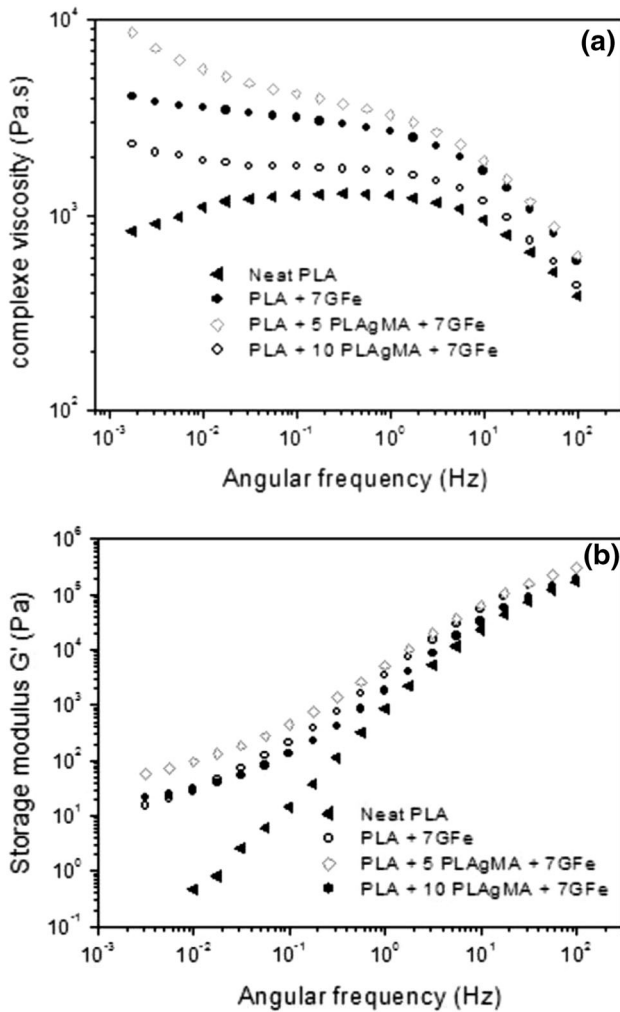 (a)
complexe viscosity (Pa.s)
10⁴
10³
10²
Neat PLA
PLA + 7GFe
PLA + 5 PLAgMA + 7GFe
PLA + 10 PLAgMA + 7GFe
10⁻³ 10⁻² 10⁻¹ 10⁰ 10¹ 10²
Angular frequency (Hz)
(b)
Storage modulus G' (Pa)
10⁶
10⁵
10⁴
10³
10²
10¹
10⁰
10⁻¹
Neat PLA
PLA + 7GFe
PLA + 5 PLAgMA + 7GFe
PLA + 10 PLAgMA + 7GFe
10⁻³ 10⁻² 10⁻¹ 10⁰ 10¹ 10²
Angular frequency (Hz)